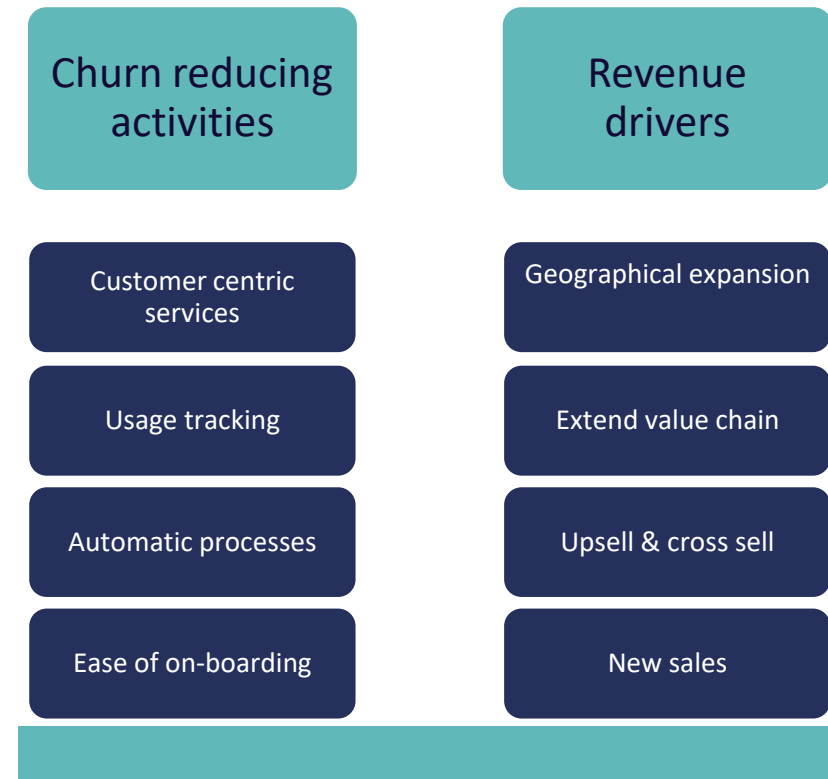 Churn reducing
activities
Customer centric
services
Usage tracking
Automatic processes
Ease of on-boarding
Revenue
drivers
Geographical expansion
Extend value chain
Upsell & cross sell
New sales